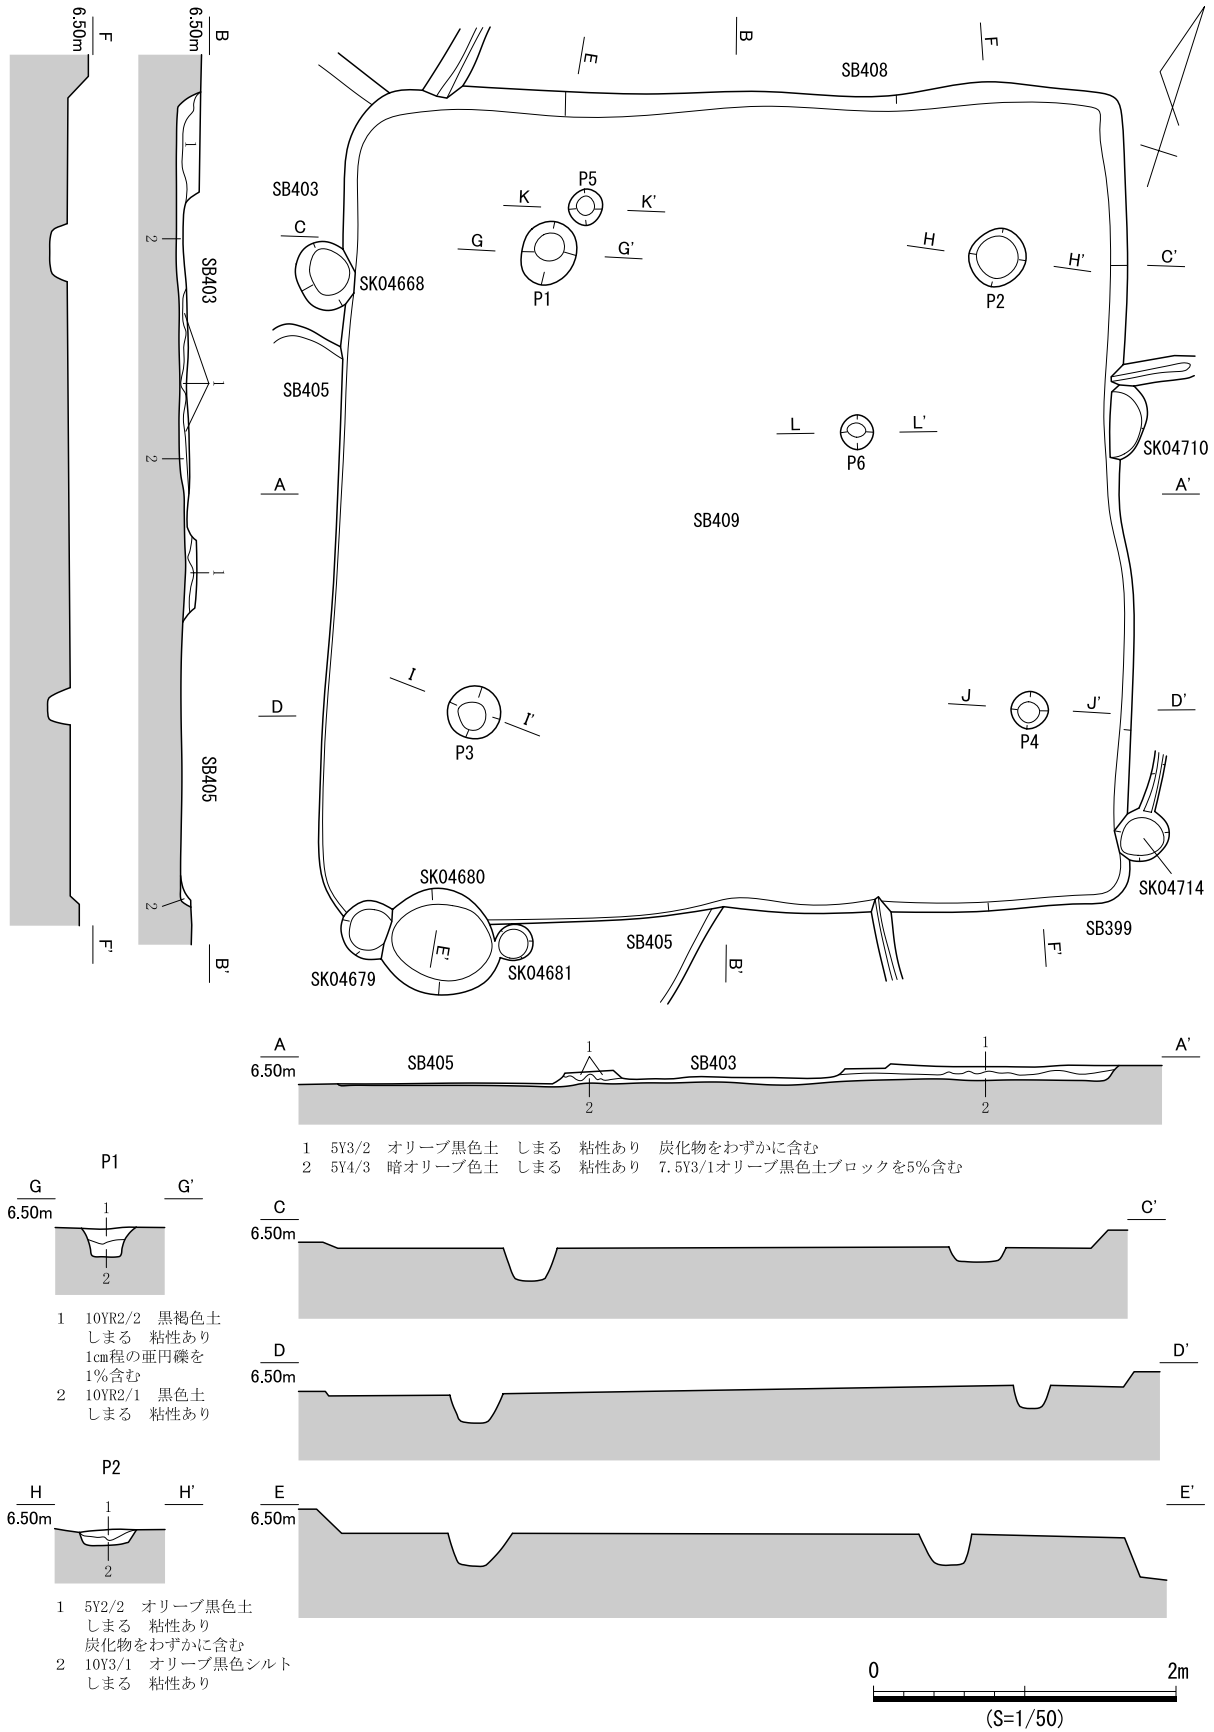 6.50m F
6.50m B
1
2
SB403
1
2
1
SB405
2
F'
B'
E
B
F
SB408
SB403
P5
K
K'
C
G
G'
H
H'
C'
SK04668
P1
P2
SB405
L
L'
P6
SK04710
A
A'
SB409
I
I'
P3
D
J
J'
P4
D'
SK04680
SK04714
SB399
SK04679
E'
SK04681
SB405
B'
F'
A
6.50m
SB405
1
SB403
1
A'
2
2
1 5Y3/2 オリーブ黒色土 しまる 粘性あり 炭化物をわずかに含む
2 5Y4/3 暗オリーブ色土 しまる 粘性あり 7.5Y3/1オリーブ黒色土ブロックを5%含む
P1
G
G'
6.50m
1
2
1 10YR2/2 黒褐色土
しまる 粘性あり
1cm程の亜円礫を
1%含む
2 10YR2/1 黒色土
しまる 粘性あり
C
C'
6.50m
D
D'
6.50m
P2
H
H'
6.50m
1
2
1 5Y2/2 オリーブ黒色土
しまる 粘性あり
炭化物をわずかに含む
2 10Y3/1 オリーブ黒色シルト
しまる 粘性あり
E
E'
6.50m
0 2m
(S=1/50)